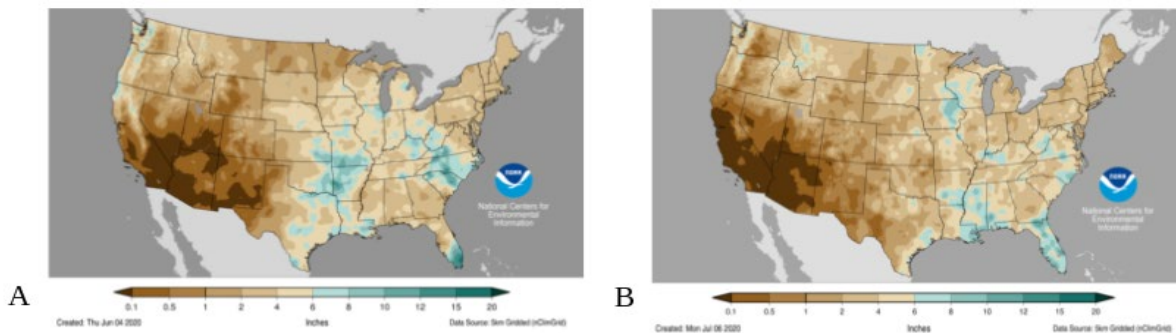 NOAA
National Centers for
Environmental
Information
A
0.1 0.5 1 2 4 6 8 10 12 15 20
Created: Thu Jun 04 2020 Inches Data Source: 5km Gridded (nClimGrid)
NOAA
National Centers for
Environmental
Information
B
0.1 0.5 1 2 4 6 8 10 12 15 20
Created: Mon Jul 06 2020 Inches Data Source: 5km Gridded (nClimGrid)